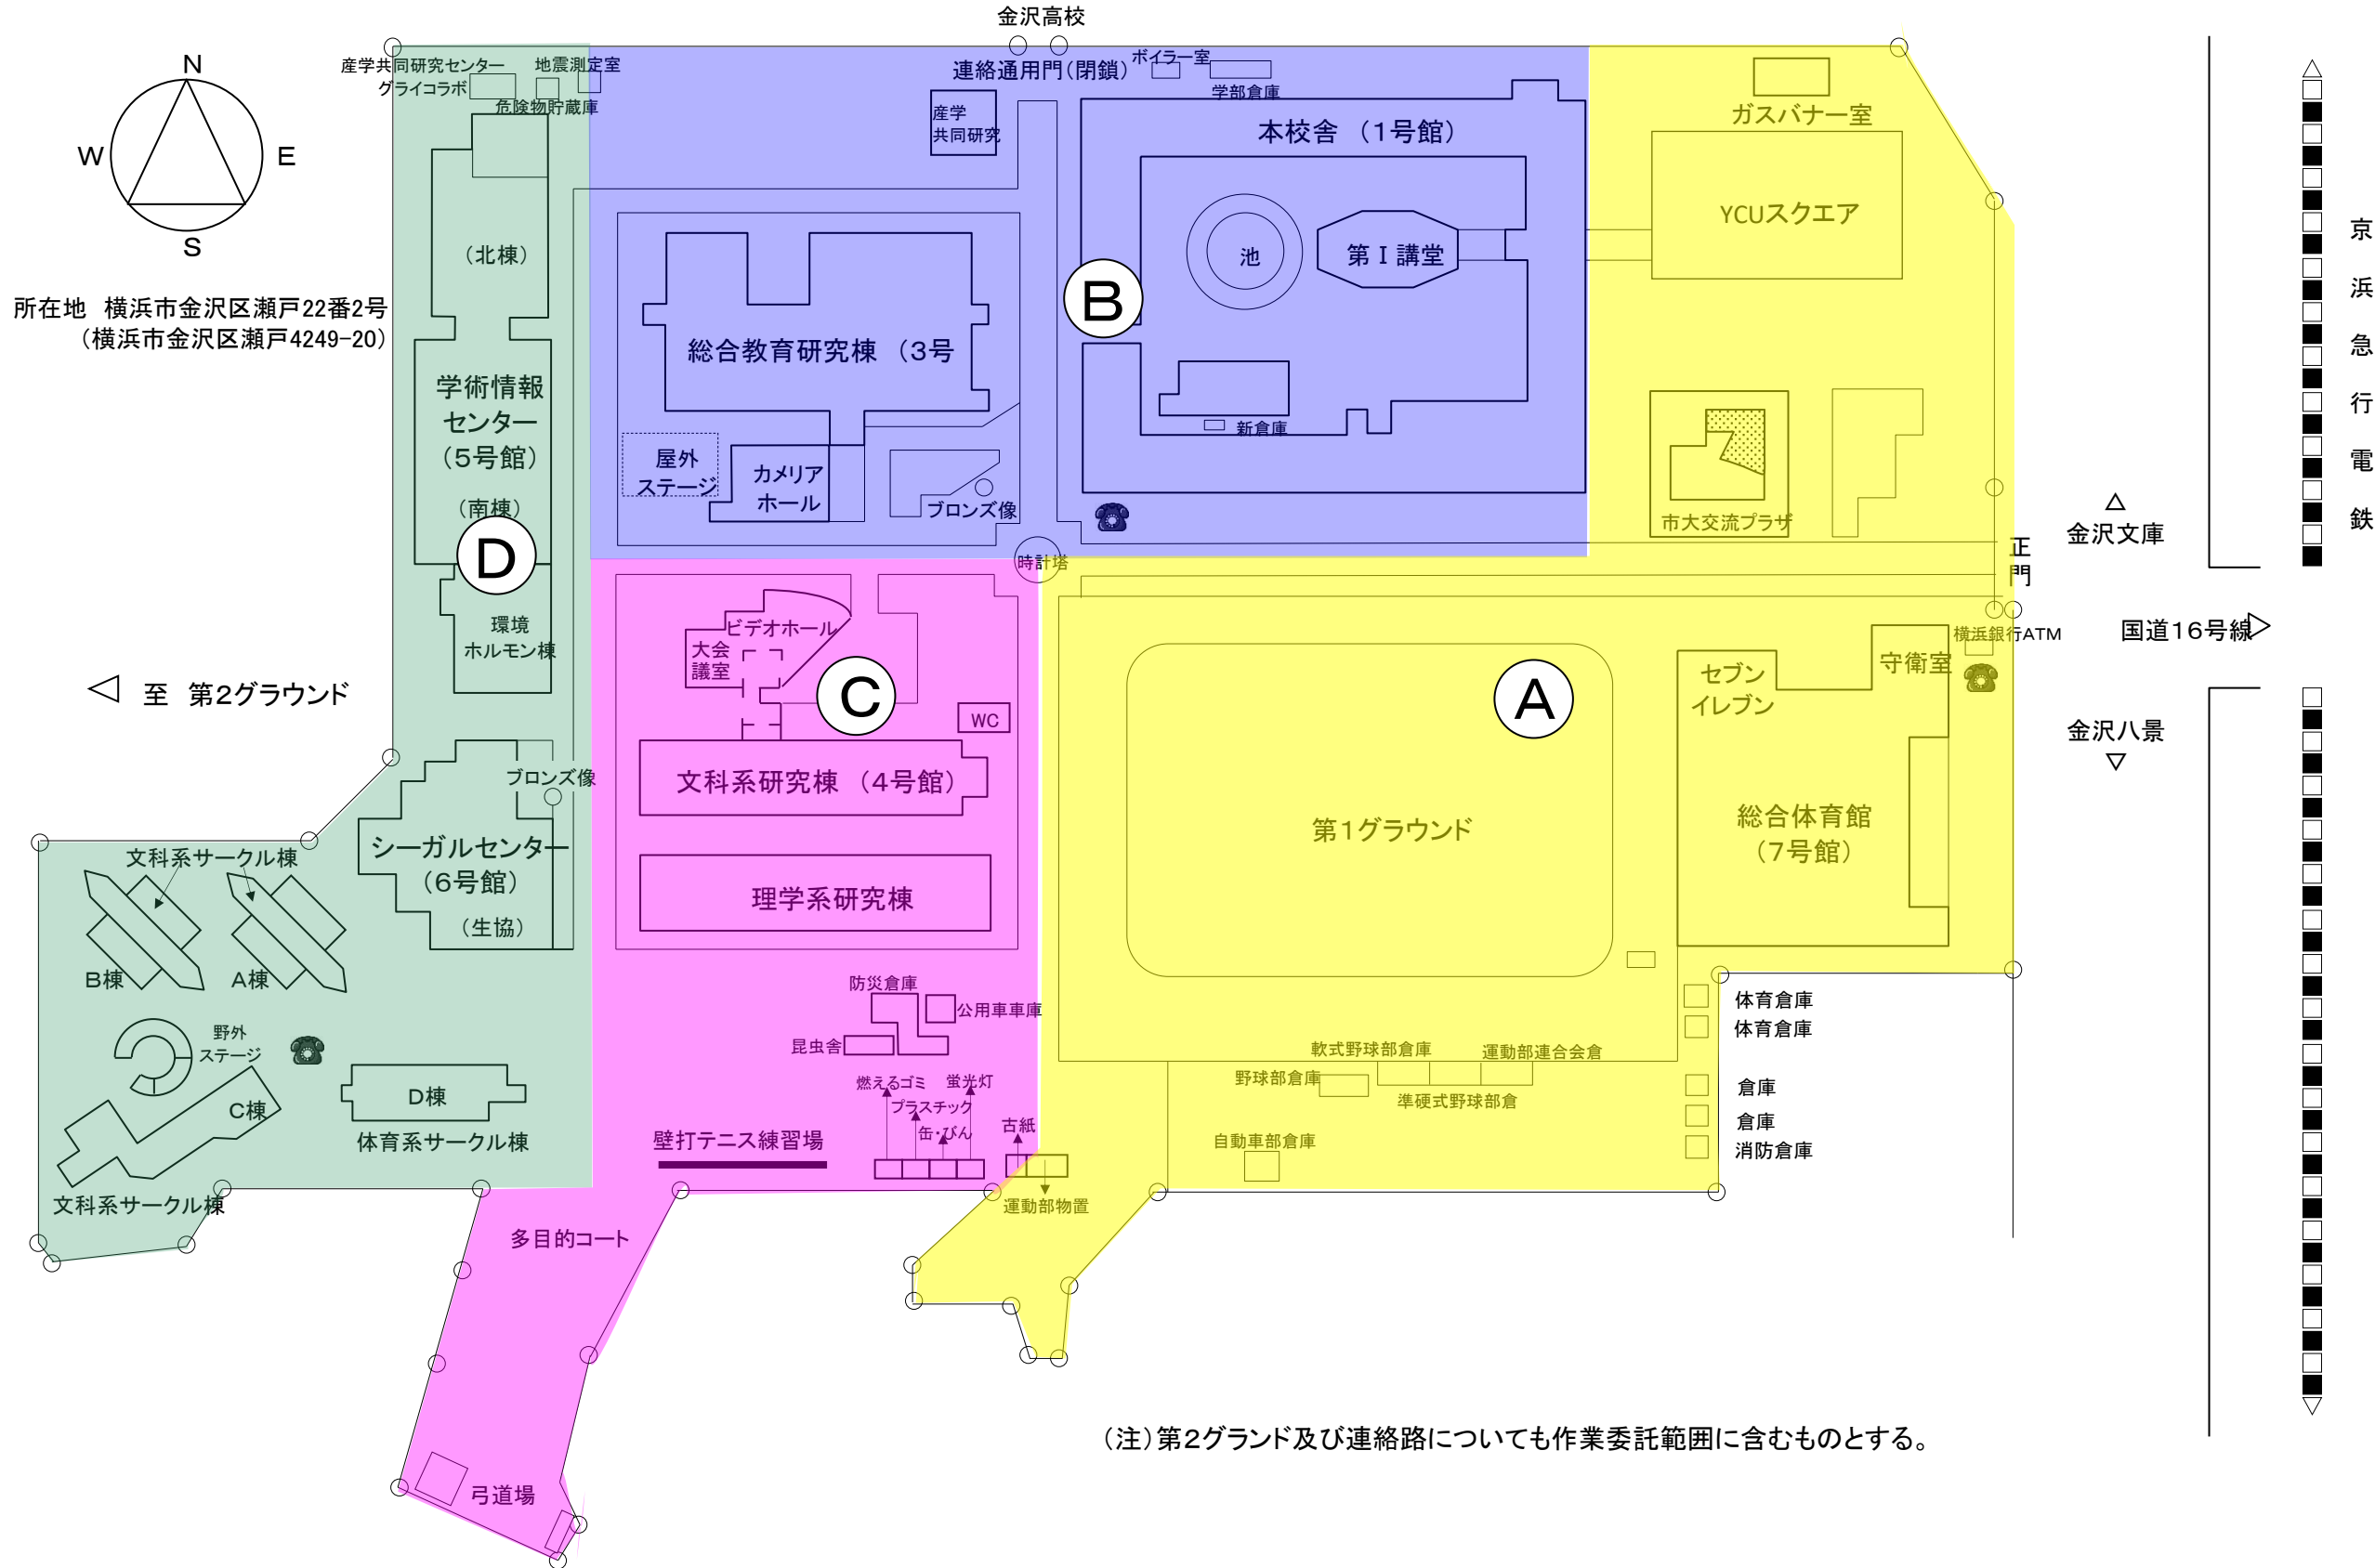 金沢高校
N
W
E
S
所在地　横浜市金沢区瀬戸22番2号
（横浜市金沢区瀬戸4249-20）
産学共同研究センター
グライコラボ
地震測定室
危険物貯蔵庫
（北棟）
学術情報
センター
（5号館）
（南棟）
D
環境
ホルモン棟
連絡通用門（閉鎖）
ボイラー室
学部倉庫
産学
共同研究
本校舎　（１号館）
池
第Ⅰ講堂
B
総合教育研究棟　（３号
新倉庫
屋外
ステージ
カメリア
ホール
ブロンズ像
時計塔
ガスバナー室
YCUスクエア
市大交流プラザ
正
門
金沢文庫
京
浜
急
行
電
鉄
国道１６号線
金沢八景
横浜銀行ATM
守衛室
セブン
イレブン
総合体育館
（７号館）
A
第１グラウンド
ビデオホール
大会
議室
C
WC
文科系研究棟　（４号館）
理学系研究棟
至　第２グラウンド
ブロンズ像
シーガルセンター
（６号館）
（生協）
文科系サークル棟
B棟
A棟
野外
ステージ
C棟
D棟
体育系サークル棟
文科系サークル棟
防災倉庫
公用車車庫
昆虫舎
燃えるゴミ
蛍光灯
プラスチック
缶・びん
古紙
壁打テニス練習場
運動部物置
多目的コート
弓道場
体育倉庫
体育倉庫
倉庫
倉庫
消防倉庫
軟式野球部倉庫
運動部連合会倉
野球部倉庫
準硬式野球部倉
自動車部倉庫
（注）第２グランド及び連絡路についても作業委託範囲に含むものとする。